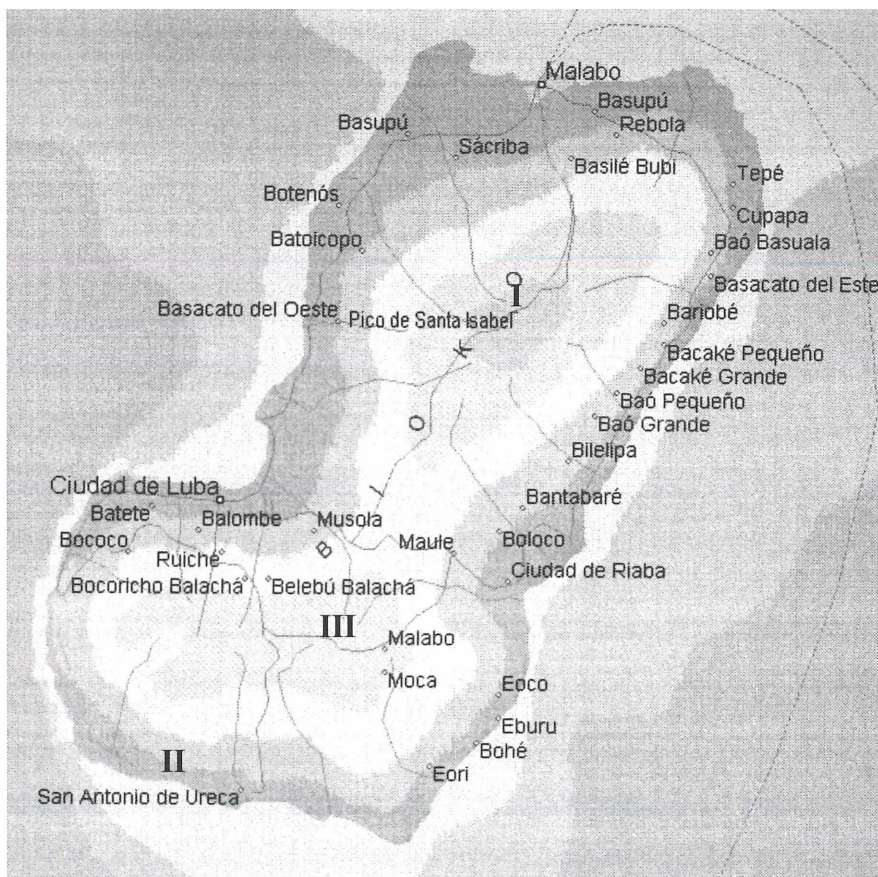 Malabo
Basupú
Basupú
Rebola
Sácriba
Basilé Bubi
Tepé
Botenós
Cupapa
Batoicopo
Baó Basuala
Basacato del Este
O
I
Basacato del Oeste
Pico de Santa Isabel
Bariobé
K
Bacaké Pequeño
Bacaké Grande
Baó Pequeño
O
Baó Grande
Bilelipa
Ciudad de Luba
I
Batete
Balombe
Musola
Bantabaré
Bococo
Ruiché
B
Maule
Boloco
Bocoricho Balachá
Belebú Balachá
Ciudad de Riaba
III
Malabo
Moca
Eoco
Eburu
II
Bohé
Eori
San Antonio de Ureca